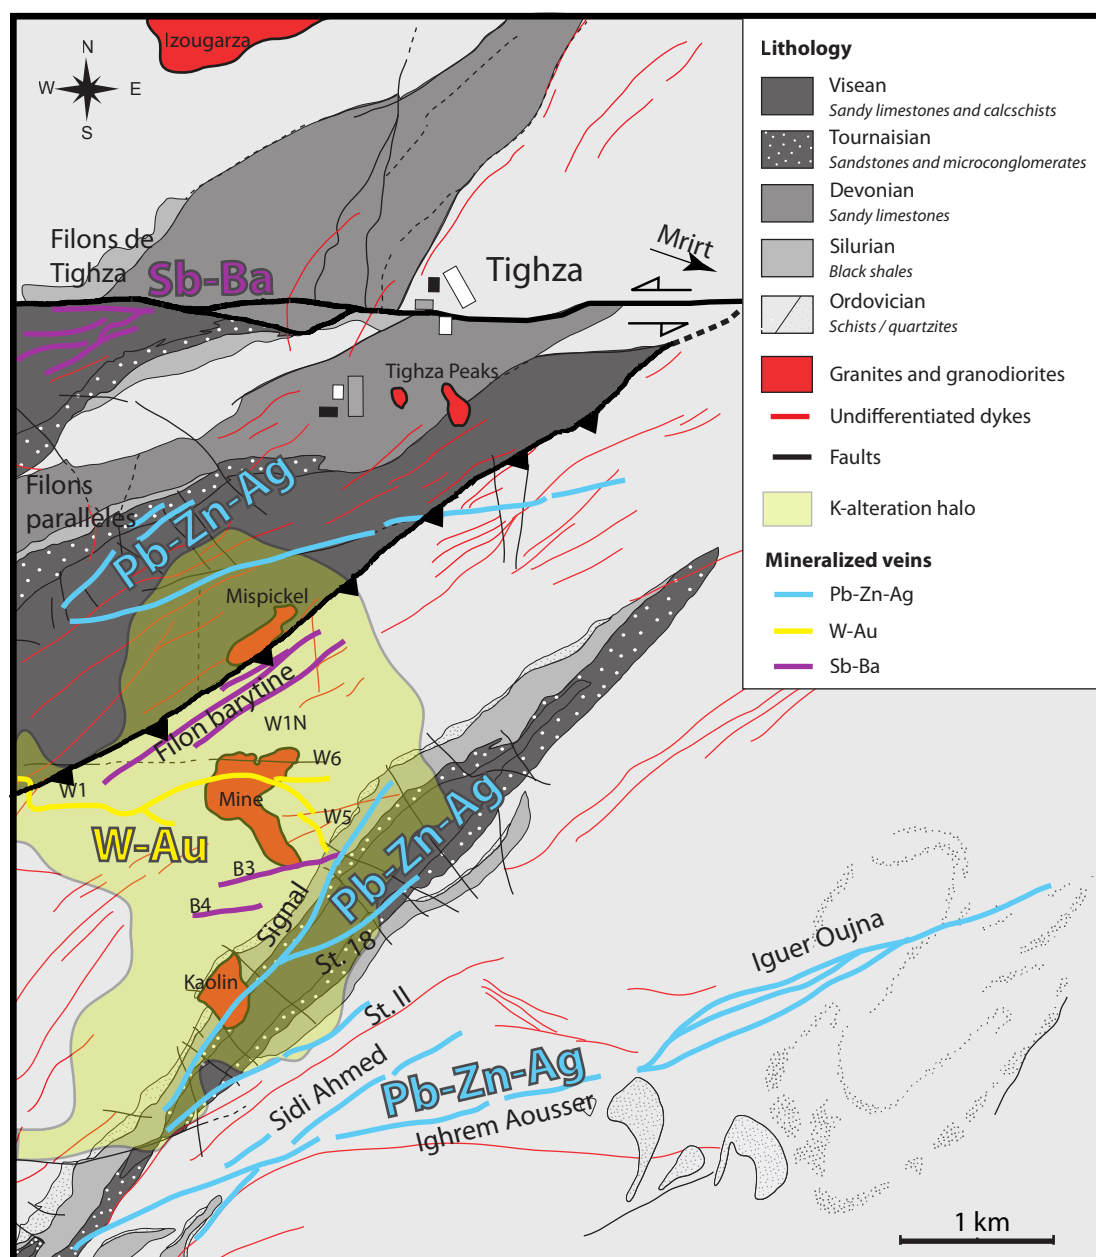 Izougarza
N
W
E
S
Filons de
Tighza
Sb-Ba
Tighza
Mrirt
Tighza Peaks
Filons
parallèles
Pb-Zn-Ag
Mispickel
Filon barytine
W1N
W6
W1
Mine
W5
W-Au
B3
B4
Signal
Pb-Zn-Ag
St. 18
Kaolin
St. II
Sidi Ahmed
Pb-Zn-Ag
Ighrem Aousser
Iguer Oujna
1 km
Lithology
Visean
Sandy limestones and calcschists
Tournaisian
Sandstones and microconglomerates
Devonian
Sandy limestones
Silurian
Black shales
Ordovician
Schists / quartzites
Granites and granodiorites
Undifferentiated dykes
Faults
K-alteration halo
Mineralized veins
Pb-Zn-Ag
W-Au
Sb-Ba